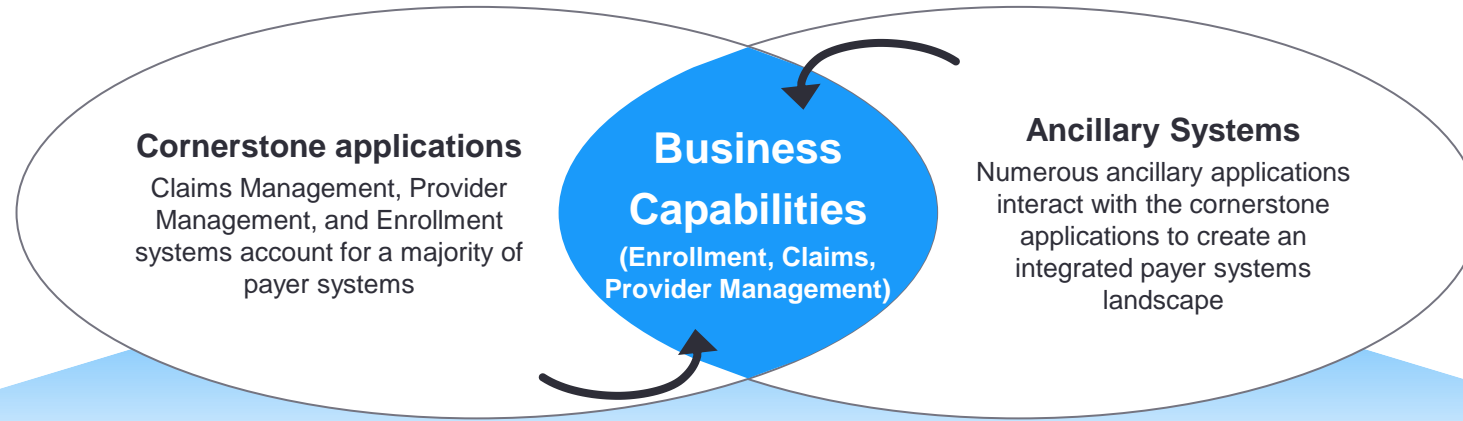 Cornerstone applications
Claims Management, Provider
Management, and Enrollment
systems account for a majority of
payer systems
Business
Capabilities
(Enrollment, Claims,
Provider Management)
Ancillary Systems
Numerous ancillary applications
interact with the cornerstone
applications to create an
integrated payer systems
landscape